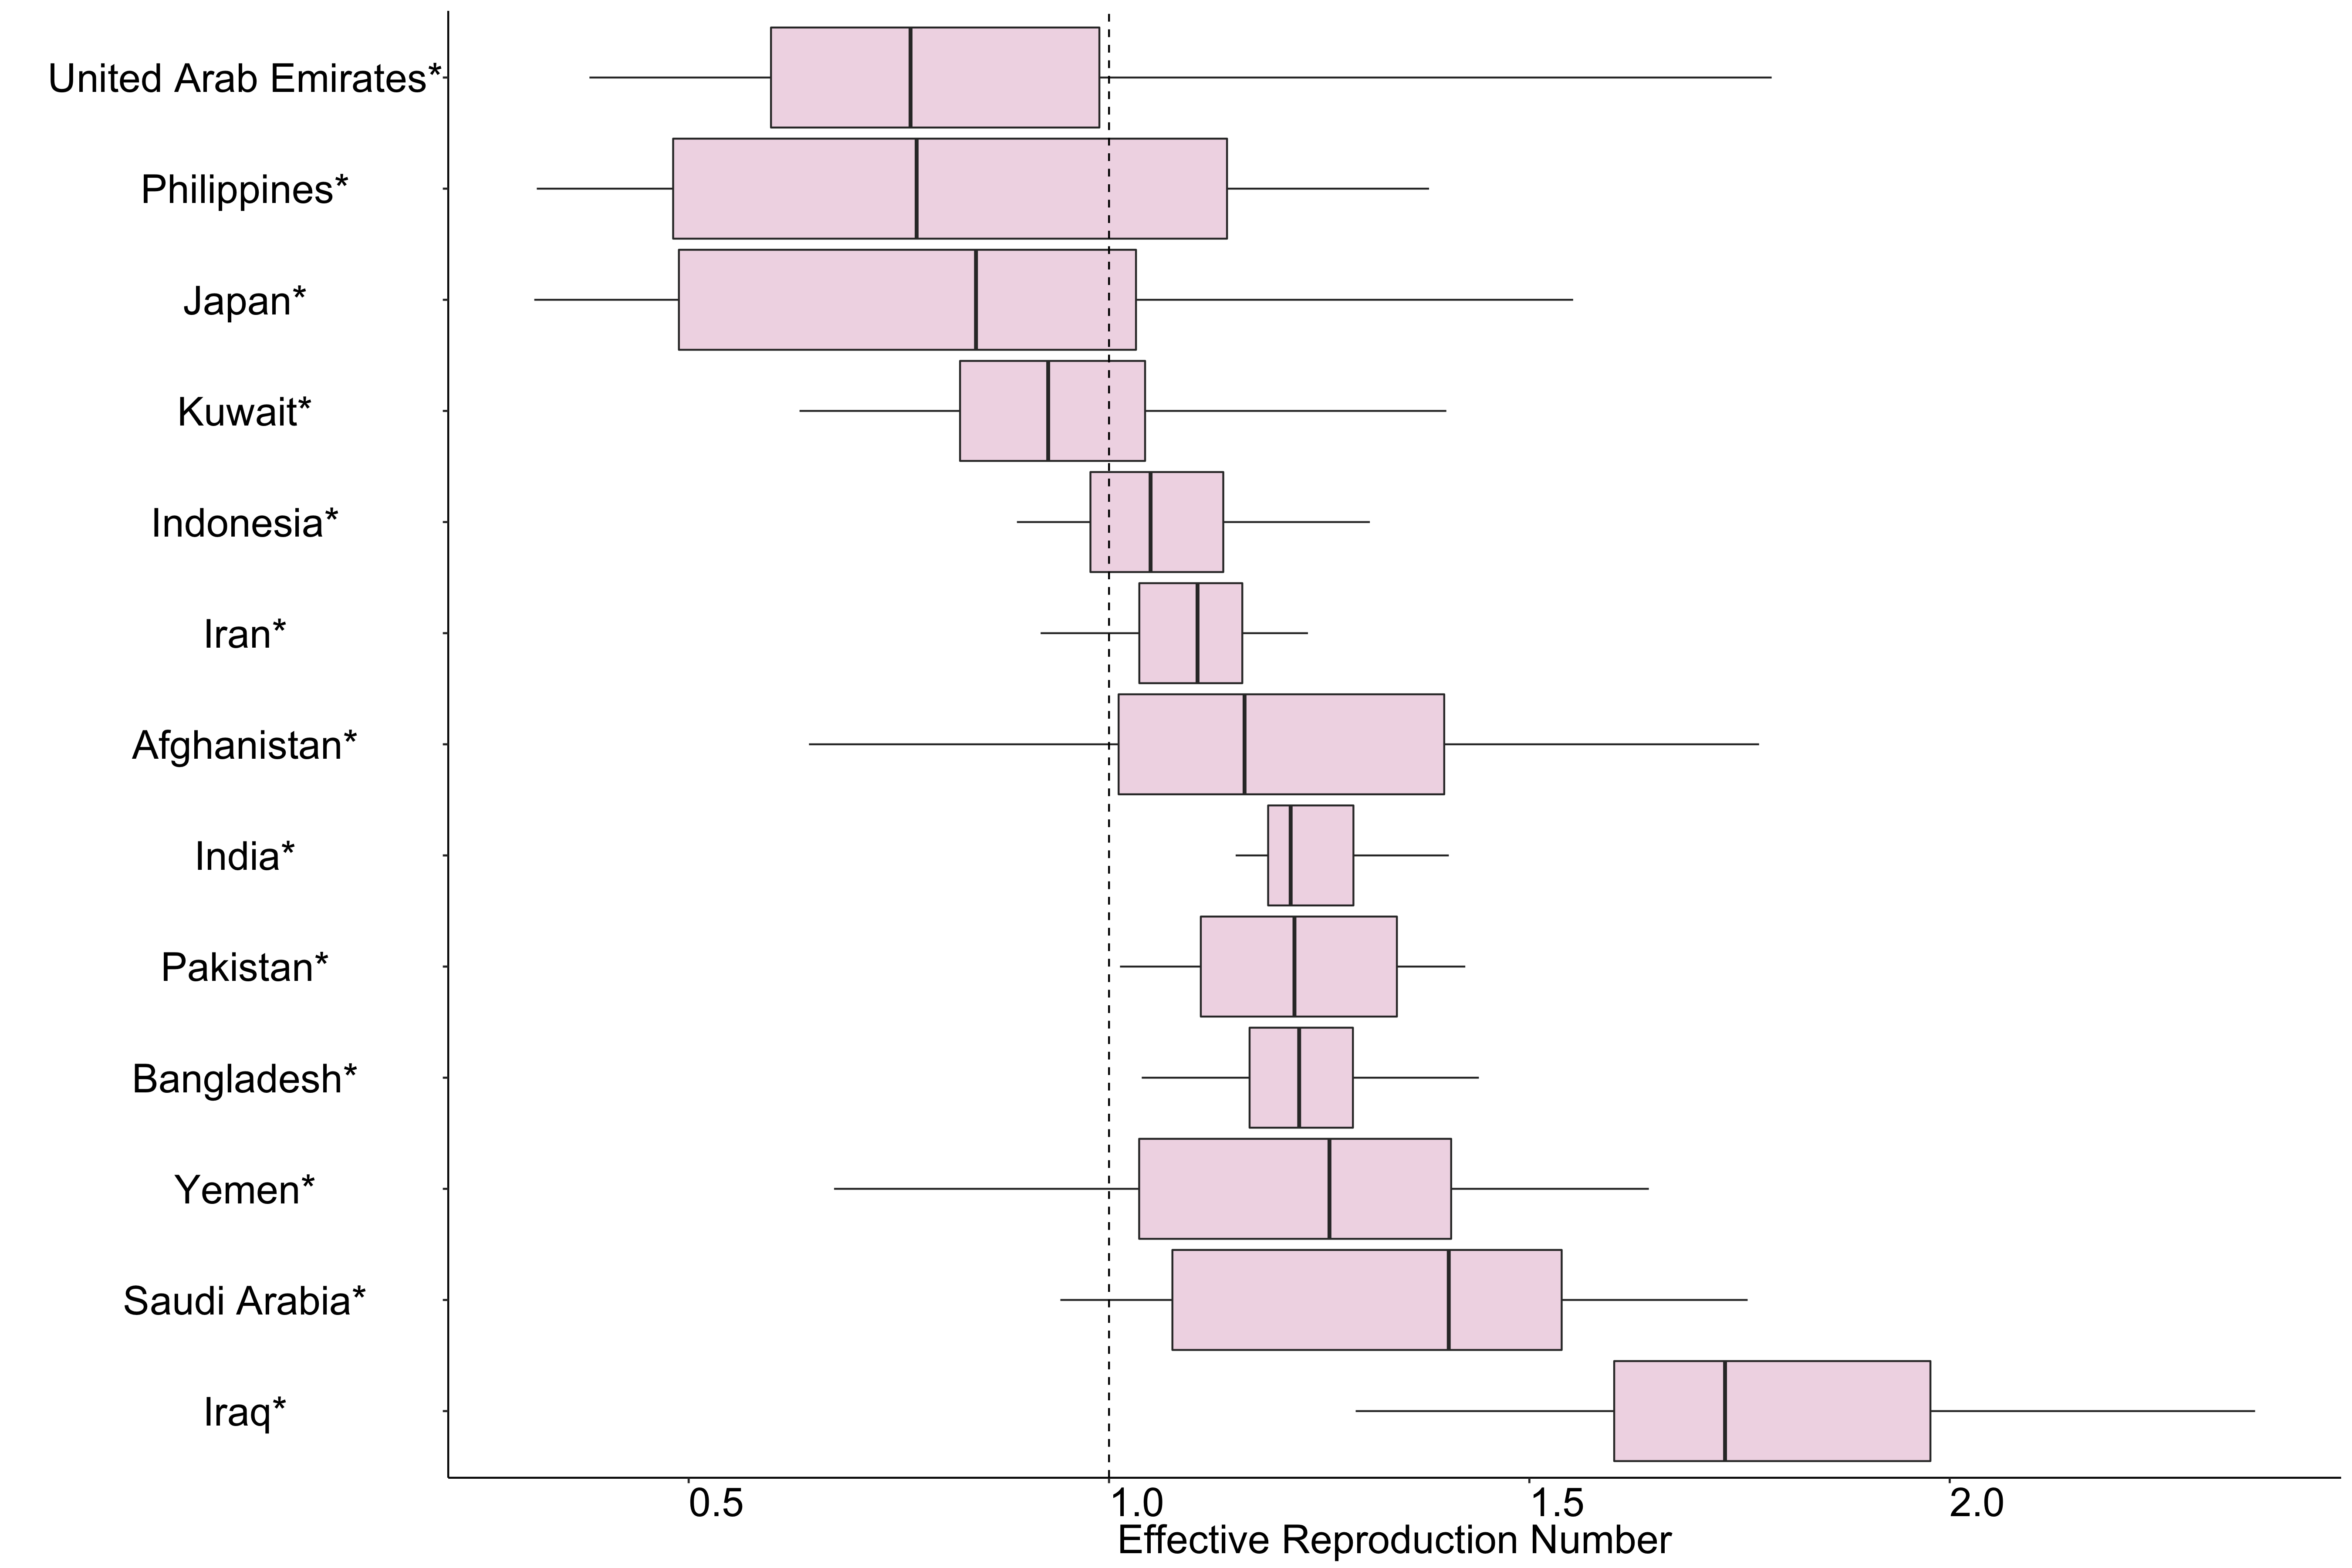 United Arab Emirates*
Philippines*
Japan*
Kuwait*
Indonesia*
Iran*
Afghanistan*
India*
Pakistan*
Bangladesh*
Yemen*
Saudi Arabia*
Iraq*
0.5 1.0 1.5 2.0
Effective Reproduction Number